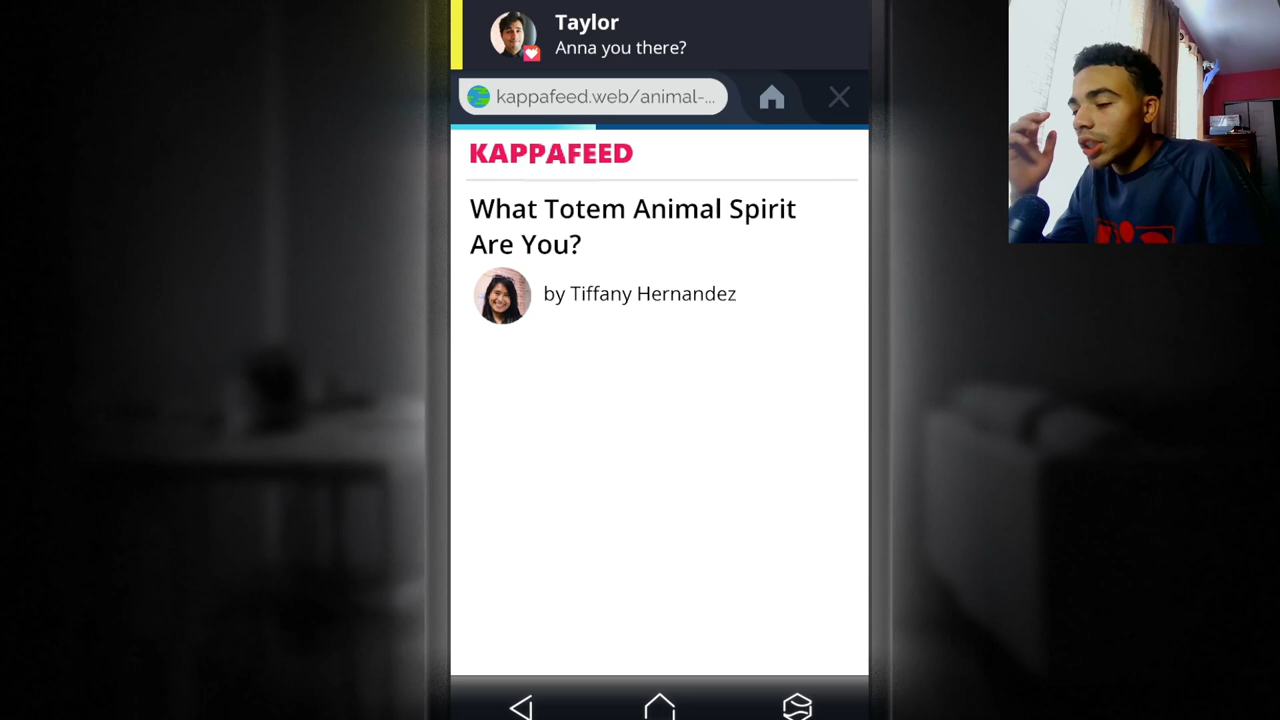 Taylor
Anna you there?
kappafeed.web/animal-...
KAPPAFEED
What Totem Animal Spirit
Are You?
by Tiffany Hernandez